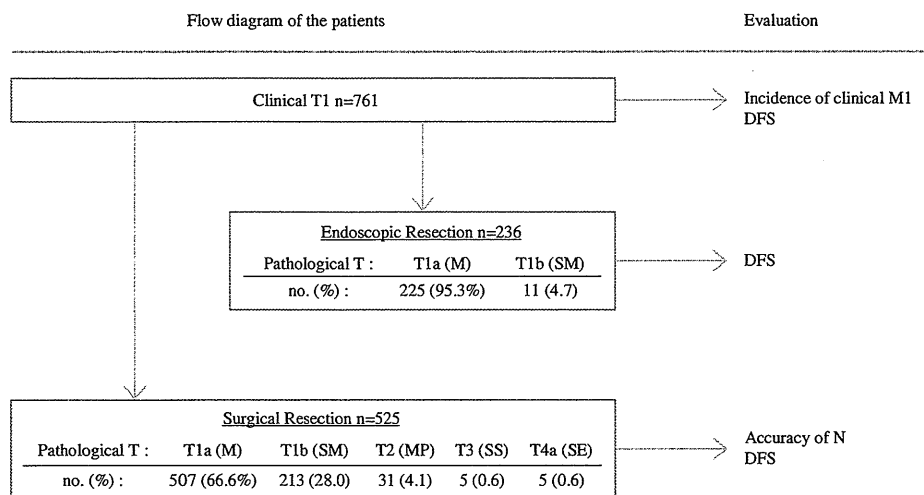 Flow diagram of the patients Evaluation
Clinical T1 n=761
Incidence of clinical M1
DFS
Endoscopic Resection n=236
Pathological T : T1a (M) T1b (SM)
no. (%) : 225 (95.3%) 11 (4.7)
DFS
Surgical Resection n=525
Pathological T : T1a (M) T1b (SM) T2 (MP) T3 (SS) T4a (SE)
no. (%) : 507 (66.6%) 213 (28.0) 31 (4.1) 5 (0.6) 5 (0.6)
Accuracy of N
DFS